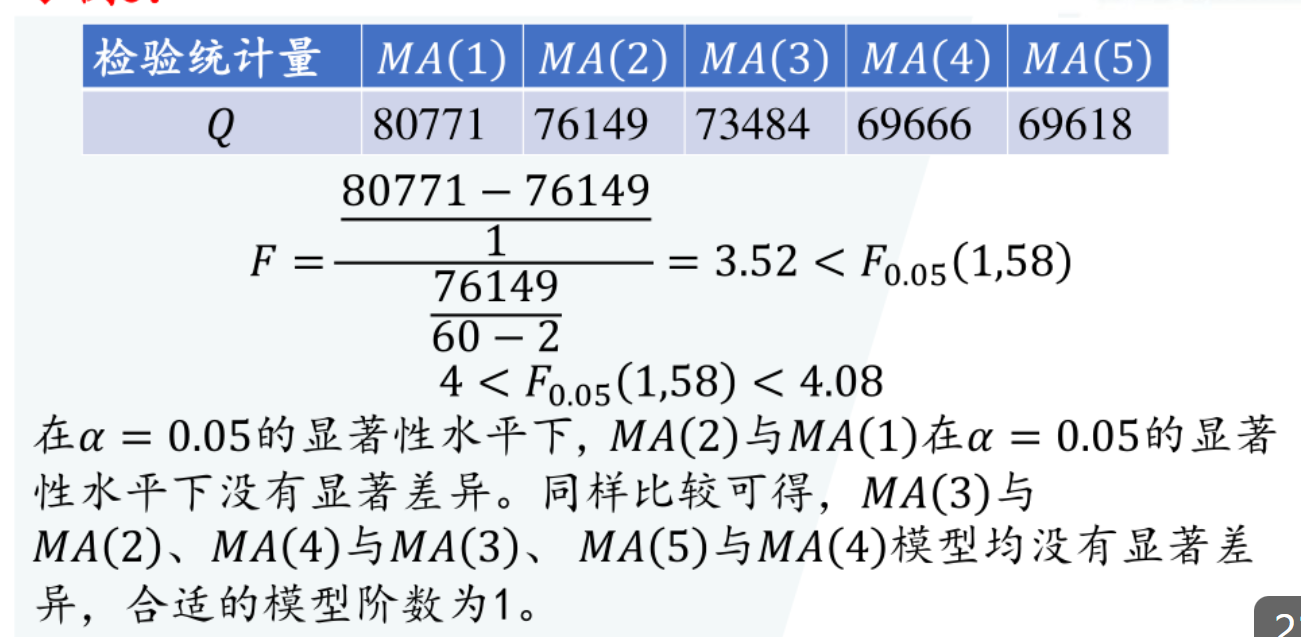 检验统计量 MA(1) MA(2) MA(3) MA(4) MA(5)
Q 80771 76149 73484 69666 69618
80771 − 76149
1
F = = 3.52 < F₀.₀₅(1,58)
76149
60 − 2
4 < F₀.₀₅(1,58) < 4.08
在α = 0.05的显著性水平下, MA(2)与MA(1)在α = 0.05的显著
性水平下没有显著差异。同样比较可得，MA(3)与
MA(2)、MA(4)与MA(3)、 MA(5)与MA(4)模型均没有显著差
异，合适的模型阶数为1。